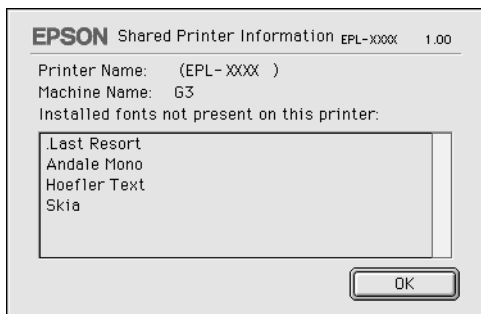 EPSON Shared Printer Information EPL-XXXX 1.00
Printer Name: (EPL-XXXX )
Machine Name: G3
Installed fonts not present on this printer:
.Last Resort
Andale Mono
Hoefler Text
Skia
OK